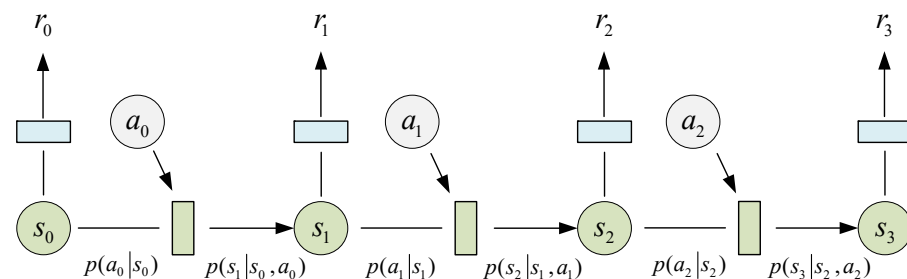 r₀ r₁ r₂ r₃
a₀ a₁ a₂
s₀ s₁ s₂ s₃
p(a₀|s₀) p(s₁|s₀, a₀) p(a₁|s₁) p(s₂|s₁, a₁) p(a₂|s₂) p(s₃|s₂, a₂)